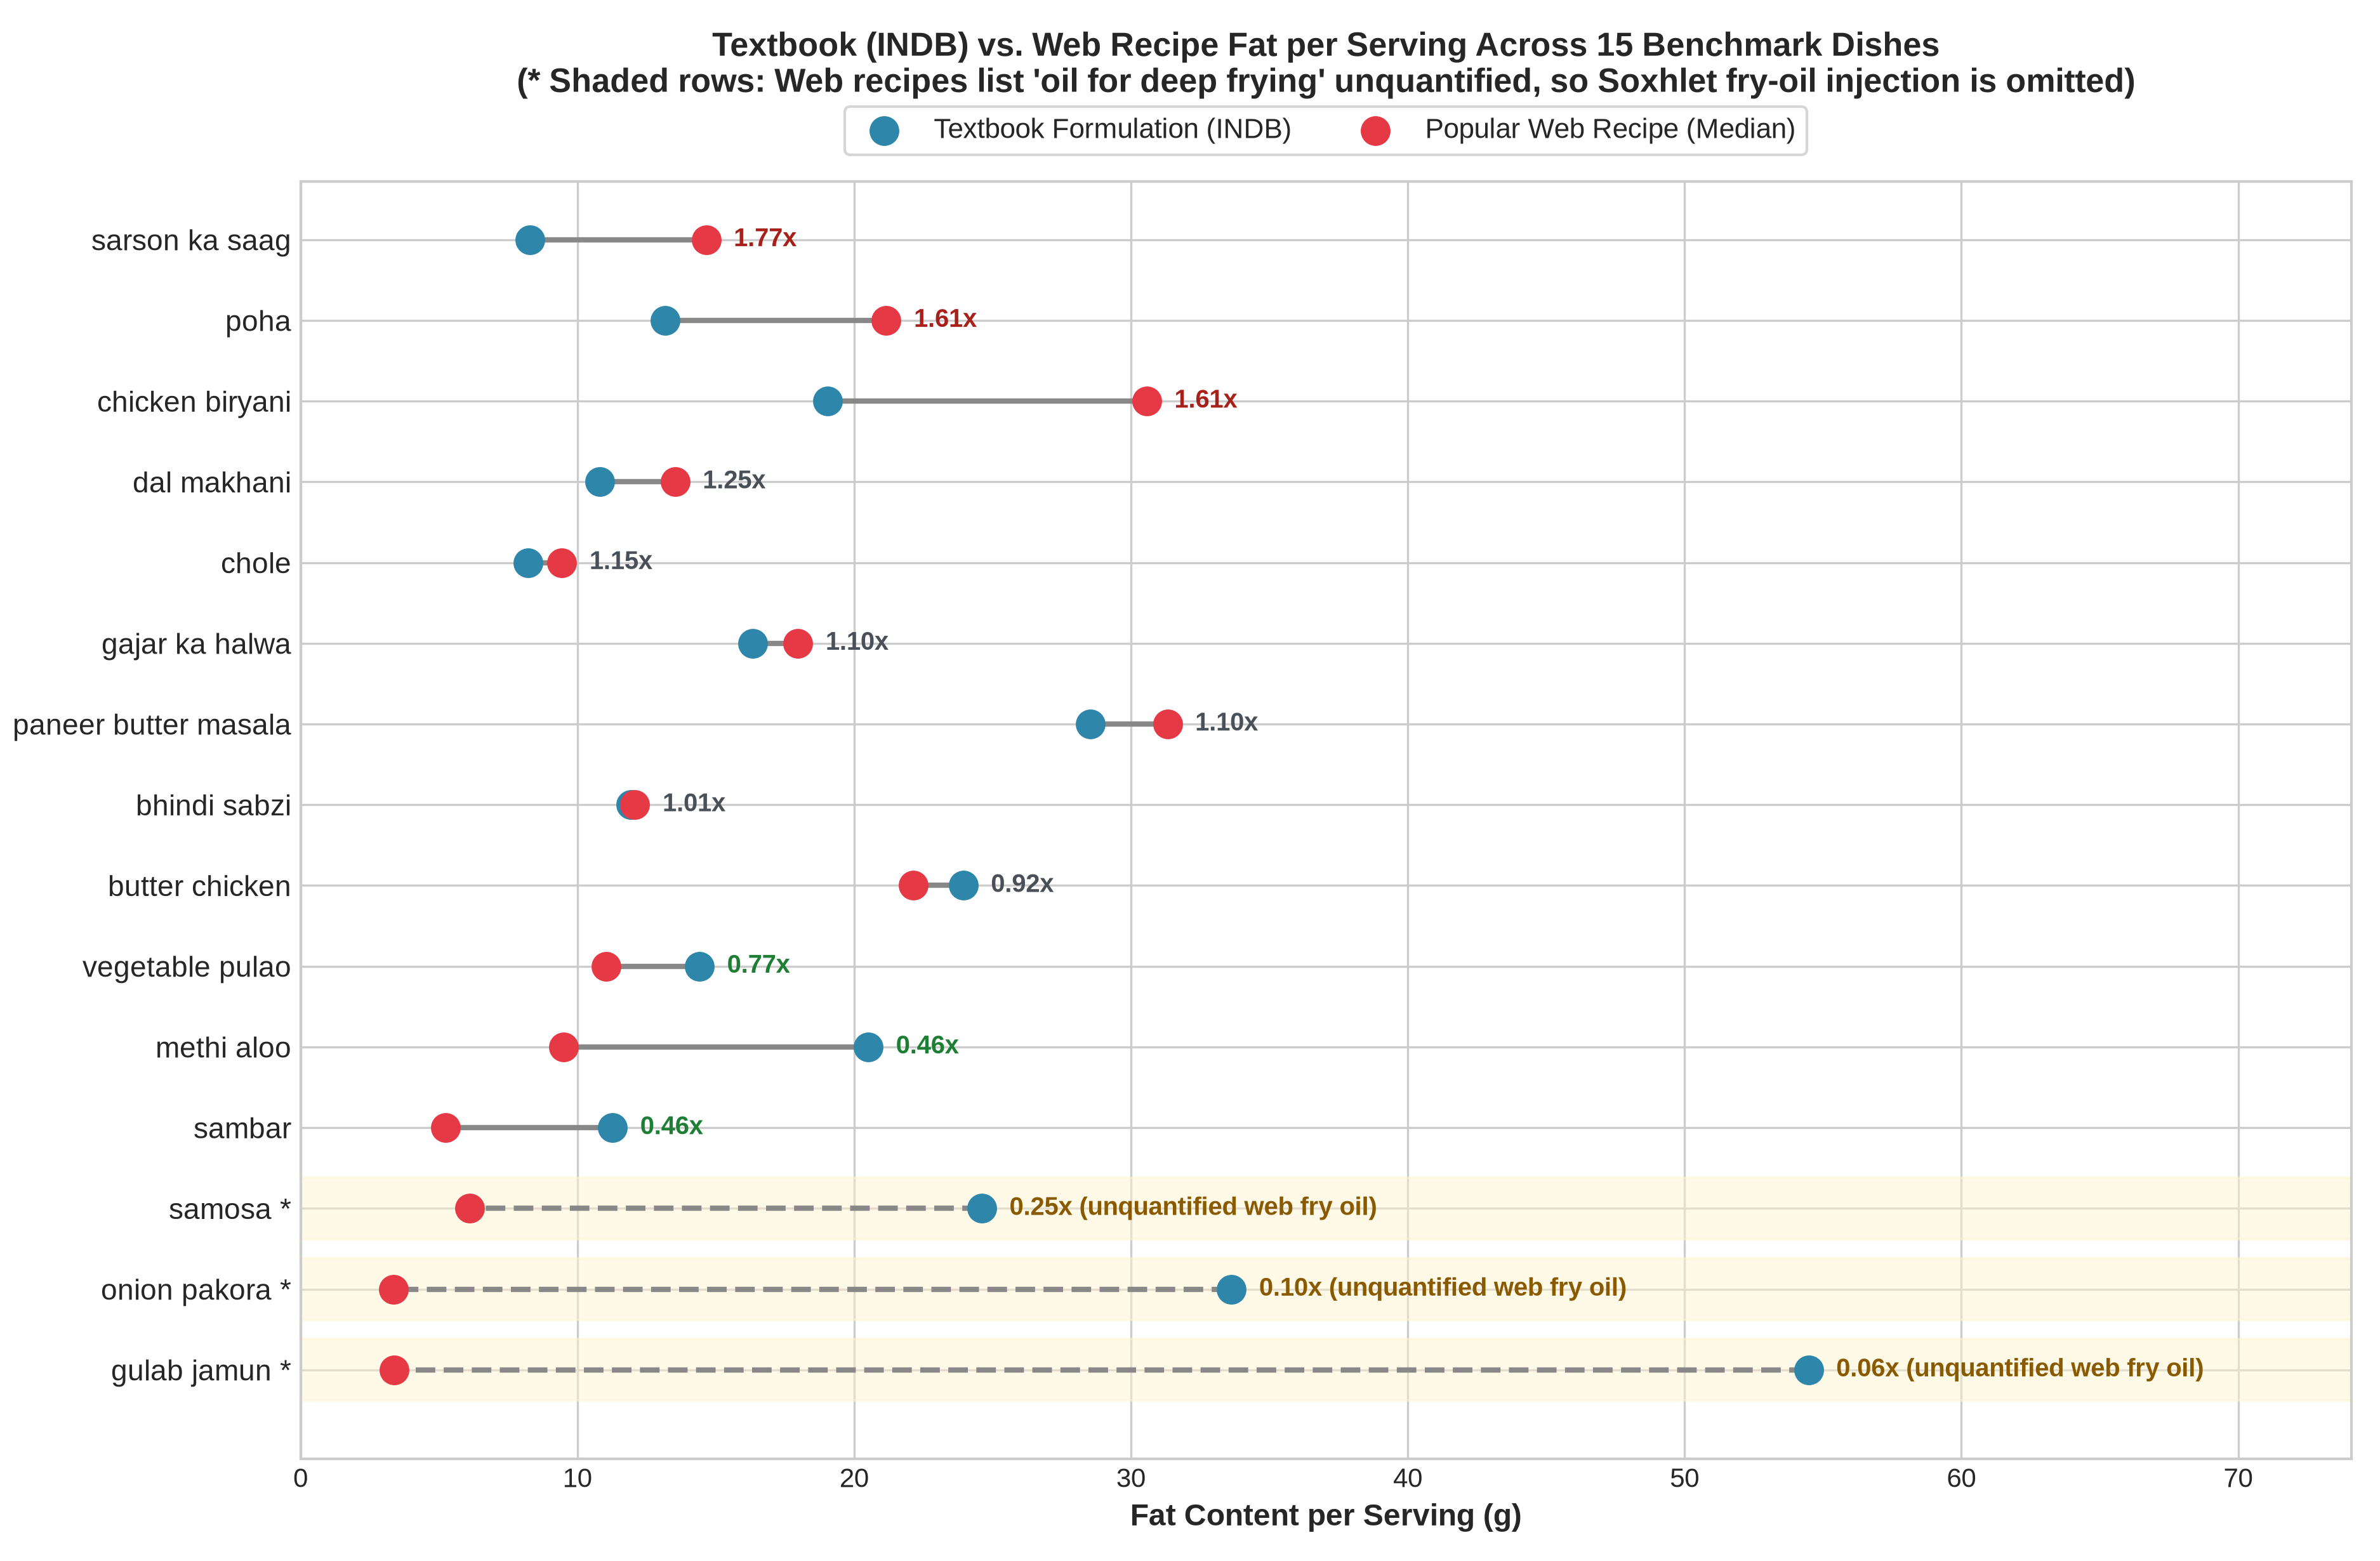 Textbook (INDB) vs. Web Recipe Fat per Serving Across 15 Benchmark Dishes
(* Shaded rows: Web recipes list 'oil for deep frying' unquantified, so Soxhlet fry-oil injection is omitted)
Textbook Formulation (INDB) Popular Web Recipe (Median)
sarson ka saag 1.77x
poha 1.61x
chicken biryani 1.61x
dal makhani 1.25x
chole 1.15x
gajar ka halwa 1.10x
paneer butter masala 1.10x
bhindi sabzi 1.01x
butter chicken 0.92x
vegetable pulao 0.77x
methi aloo 0.46x
sambar 0.46x
samosa * 0.25x (unquantified web fry oil)
onion pakora * 0.10x (unquantified web fry oil)
gulab jamun * 0.06x (unquantified web fry oil)
0 10 20 30 40 50 60 70
Fat Content per Serving (g)